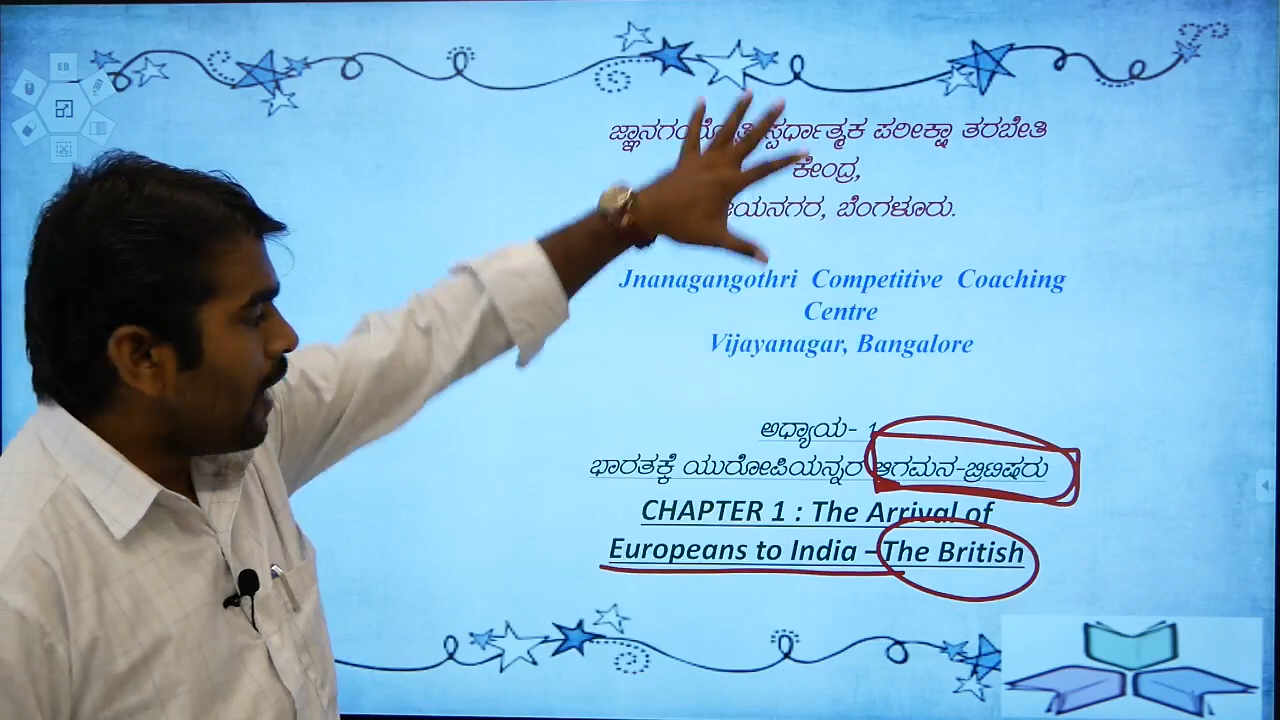 EB
ಸ್ಪರ್ಧಾತ್ಮಕ ಪರೀಕ್ಷಾ ತರಬೇತಿ
ಕೇಂದ್ರ,
ಬೆಂಗಳೂರು.
Jnanagangothri Competitive Coaching
Centre
Vijayanagar, Bangalore
ಅಧ್ಯಾಯ- 1
ಭಾರತಕ್ಕೆ ಯುರೋಪಿಯನ್ನರ ಆಗಮನ-ಬ್ರಿಟಿಷರು
CHAPTER 1 : The Arrival of
Europeans to India – The British